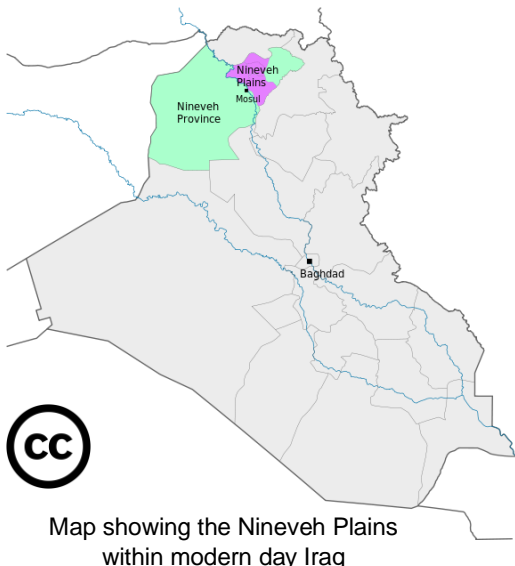 Nineveh
Plains
Mosul
Nineveh
Province
Baghdad
cc
Map showing the Nineveh Plains
within modern day Iraq